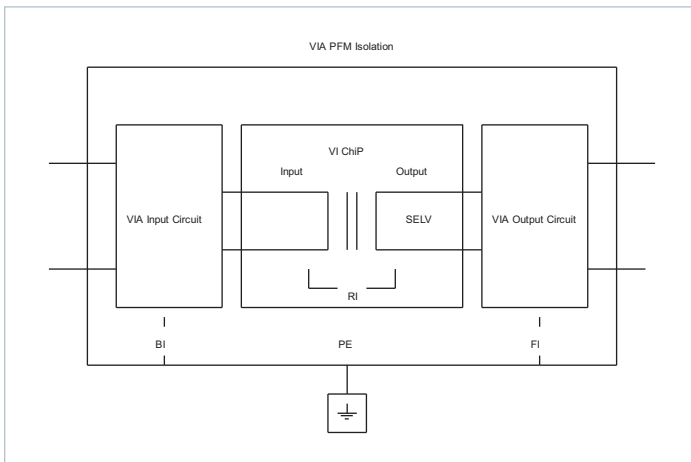 VIA PFM Isolation
VI ChiP
Input
Output
VIA Input Circuit
SELV
VIA Output Circuit
RI
BI
PE
FI